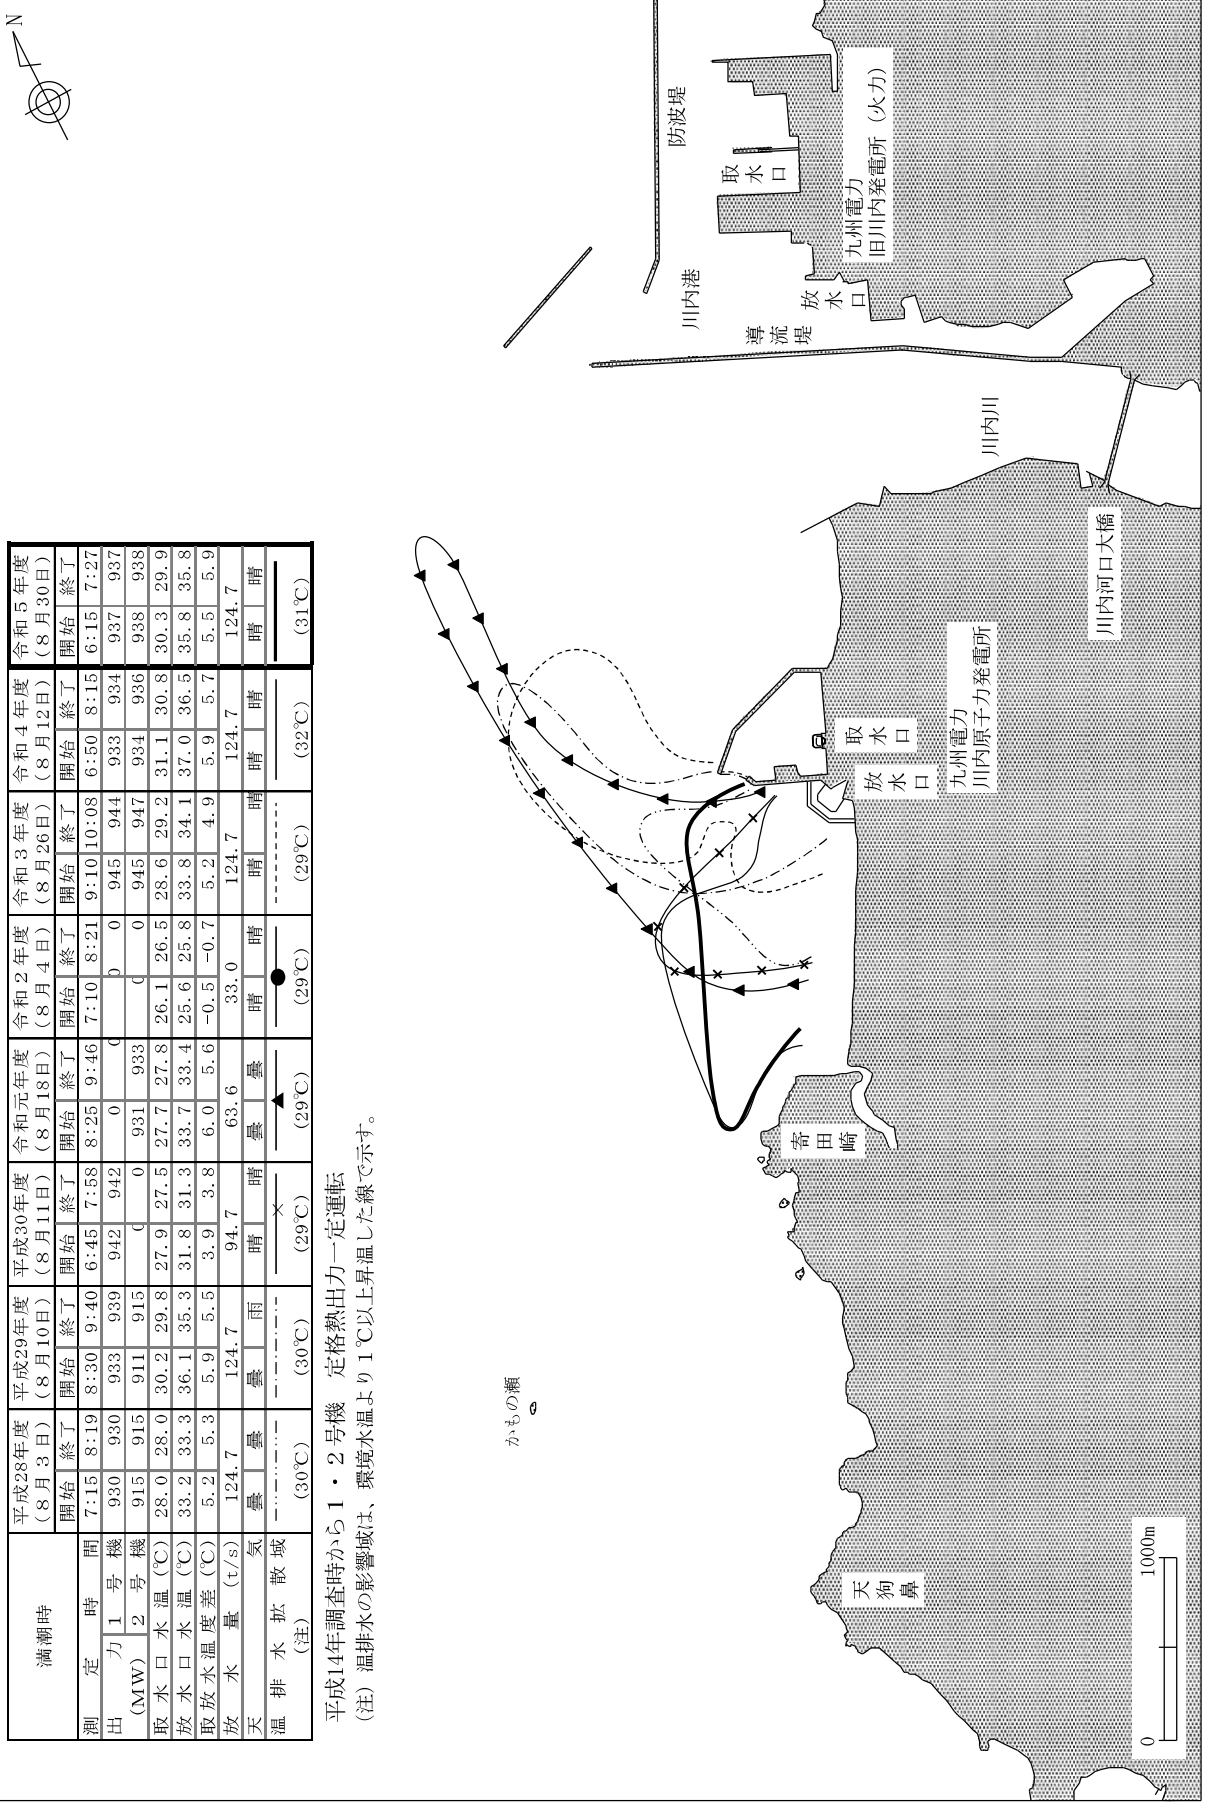 満潮時 平成28年度 平成29年度 平成30年度 令和元年度 令和２年度 令和３年度 令和４年度 令和５年度
(８月３日) (８月10日) (８月11日) (８月18日) (８月４日) (８月26日) (８月12日) (８月30日)
開始 終了 開始 終了 開始 終了 開始 終了 開始 終了 開始 終了 開始 終了 開始 終了
測定時間 7:15 8:19 8:30 9:40 6:45 7:58 8:25 9:46 7:10 8:21 9:10 10:08 6:50 8:15 6:15 7:27
出力(MW) １号機 930 930 933 939 942 942 0 0 0 0 945 944 933 934 937 937
２号機 915 915 911 915 0 0 931 933 0 0 945 947 934 936 938 938
取水口水温(℃) 28.0 28.0 30.2 29.8 27.9 27.5 27.7 27.8 26.1 26.5 28.6 29.2 31.1 30.8 30.3 29.9
放水口水温(℃) 33.2 33.3 36.1 35.3 31.8 31.3 33.7 33.4 25.6 25.8 33.8 34.1 37.0 36.5 35.8 35.8
取放水温度差(℃) 5.2 5.3 5.9 5.5 3.9 3.8 6.0 5.6 -0.5 -0.7 5.2 4.9 5.9 5.7 5.5 5.9
放水量(t/s) 124.7 124.7 94.7 63.6 33.0 124.7 124.7 124.7
天気 曇 曇 曇 雨 晴 晴 曇 曇 晴 晴 晴 晴 晴 晴 晴 晴
温排水拡散域
(注) (30℃) (30℃) (29℃) (29℃) (29℃) (29℃) (32℃) (31℃)
平成14年調査時から１・２号機 定格熱出力一定運転
(注) 温排水の影響域は、環境水温より１℃以上昇温した線で示す。
N
かもの瀬
防波堤
川内港
取水口
導流堤
放水口
九州電力
旧川内発電所（火力）
寄田崎
取水口
放水口
天狗鼻
九州電力
川内原子力発電所
川内川
川内河口大橋
0 1000m